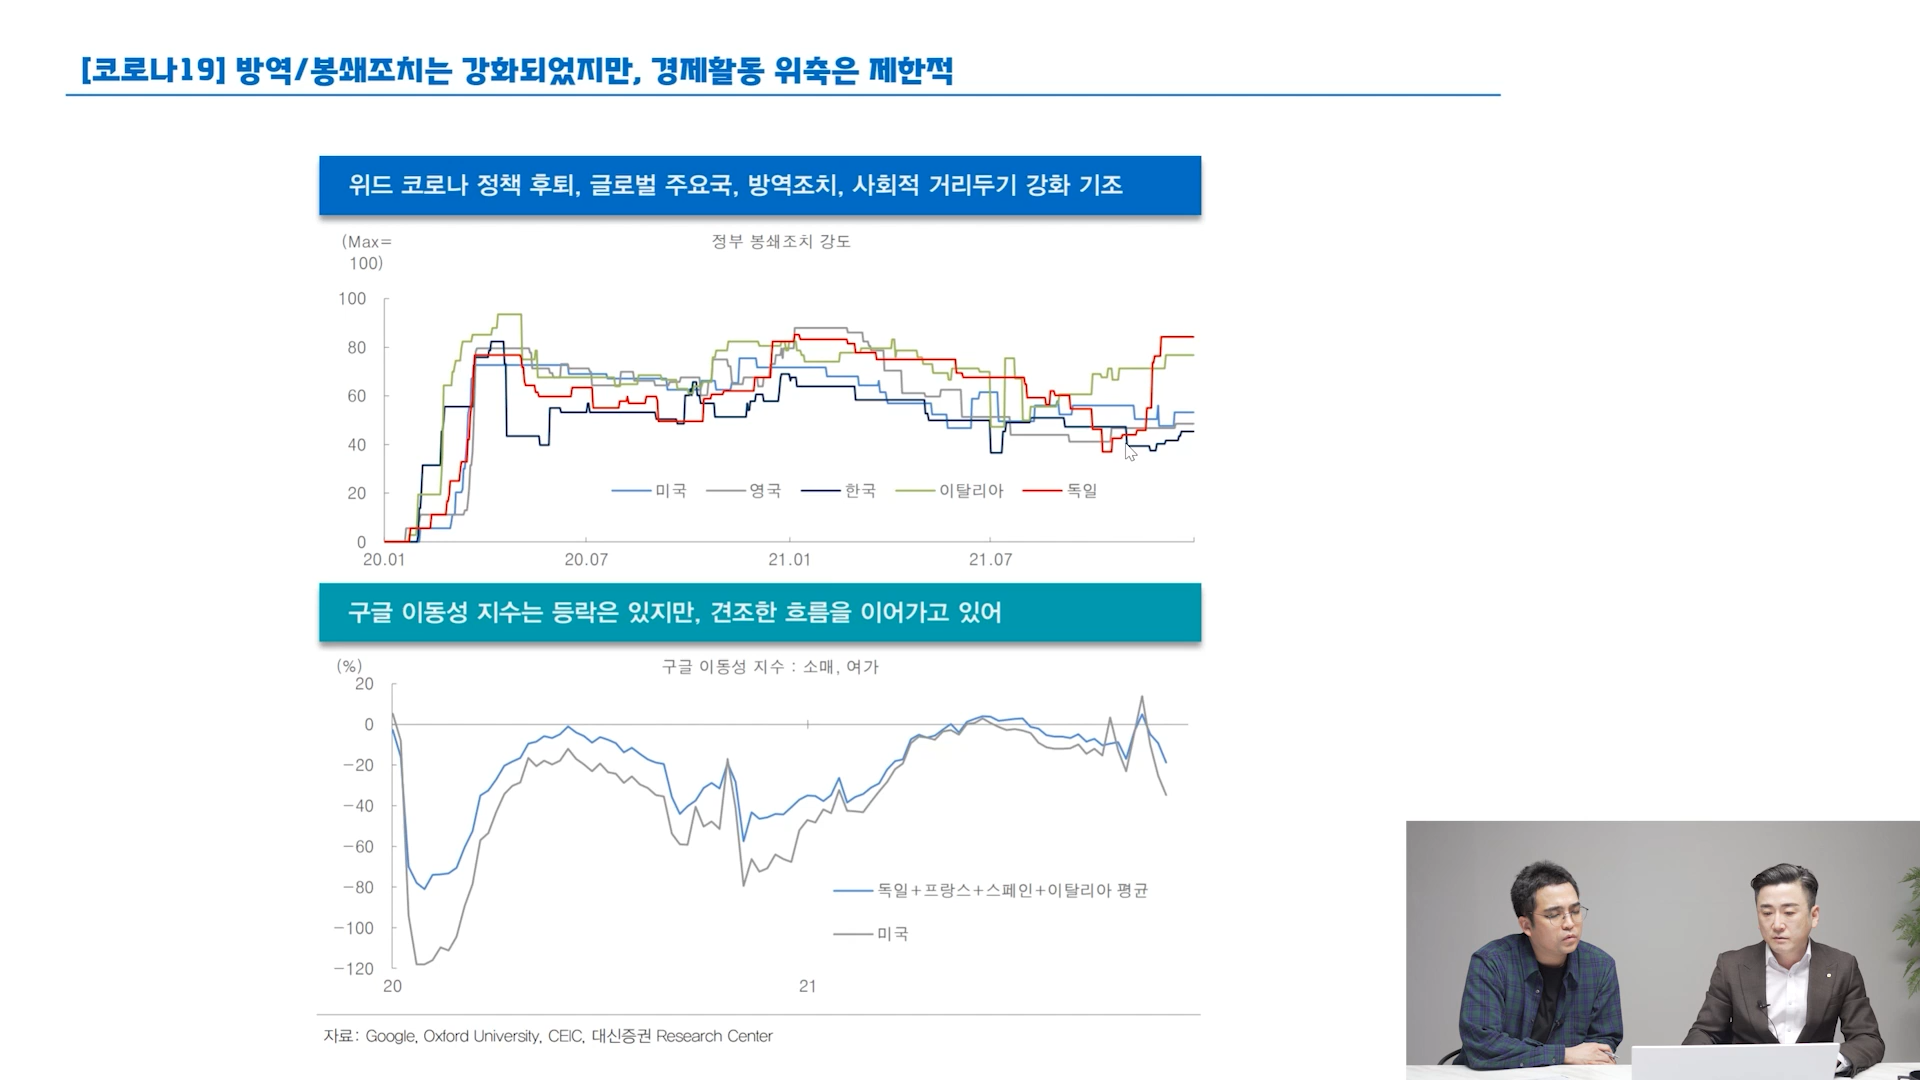 [코로나19] 방역/봉쇄조치는 강화되었지만, 경제활동 위축은 제한적
위드 코로나 정책 후퇴, 글로벌 주요국, 방역조치, 사회적 거리두기 강화 기조
(Max=
100)
정부 봉쇄조치 강도
100
80
60
40
20
0
미국
영국
한국
이탈리아
독일
20.01
20.07
21.01
21.07
구글 이동성 지수는 등락은 있지만, 견조한 흐름을 이어가고 있어
(%)
구글 이동성 지수 : 소매, 여가
20
0
-20
-40
-60
-80
-100
-120
독일+프랑스+스페인+이탈리아 평균
미국
20
21
자료: Google, Oxford University, CEIC, 대신증권 Research Center